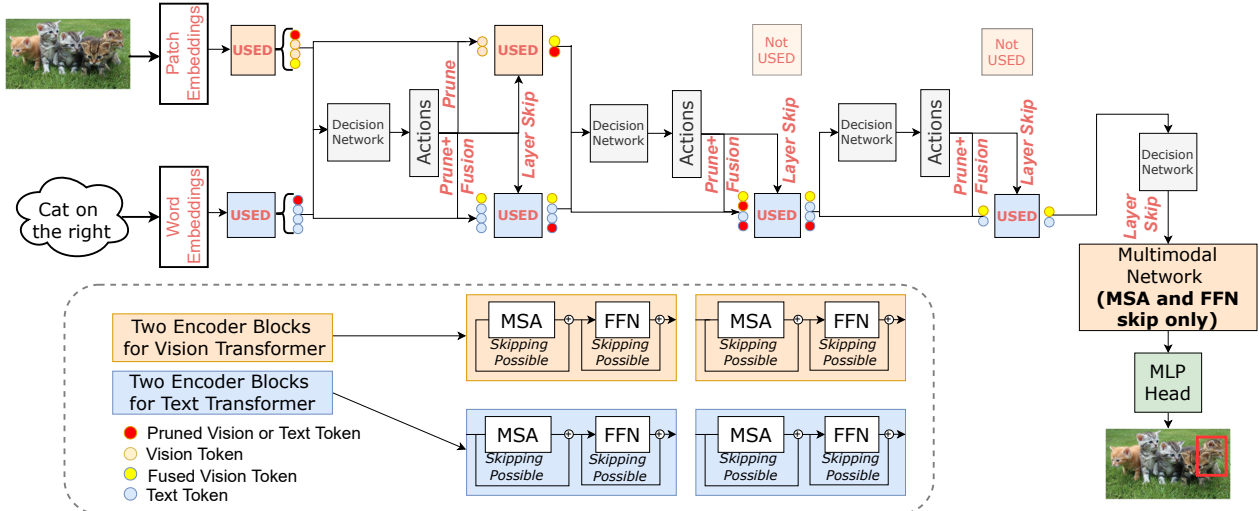 Patch
Embeddings
USED
Prune
USED
Not
USED
Not
USED
Decision
Network
Actions
Layer Skip
Decision
Network
Actions
Layer Skip
Decision
Network
Actions
Layer Skip
Decision
Network
Cat on
the right
Word
Embeddings
USED
Prune+
Fusion
USED
Prune+
Fusion
USED
Prune+
Fusion
USED
Layer
Skip
Multimodal
Network
(MSA and FFN
skip only)
MLP
Head
Two Encoder Blocks
for Vision Transformer
MSA
Skipping
Possible
FFN
Skipping
Possible
MSA
Skipping
Possible
FFN
Skipping
Possible
Two Encoder Blocks
for Text Transformer
MSA
Skipping
Possible
FFN
Skipping
Possible
MSA
Skipping
Possible
FFN
Skipping
Possible
Pruned Vision or Text Token
Vision Token
Fused Vision Token
Text Token